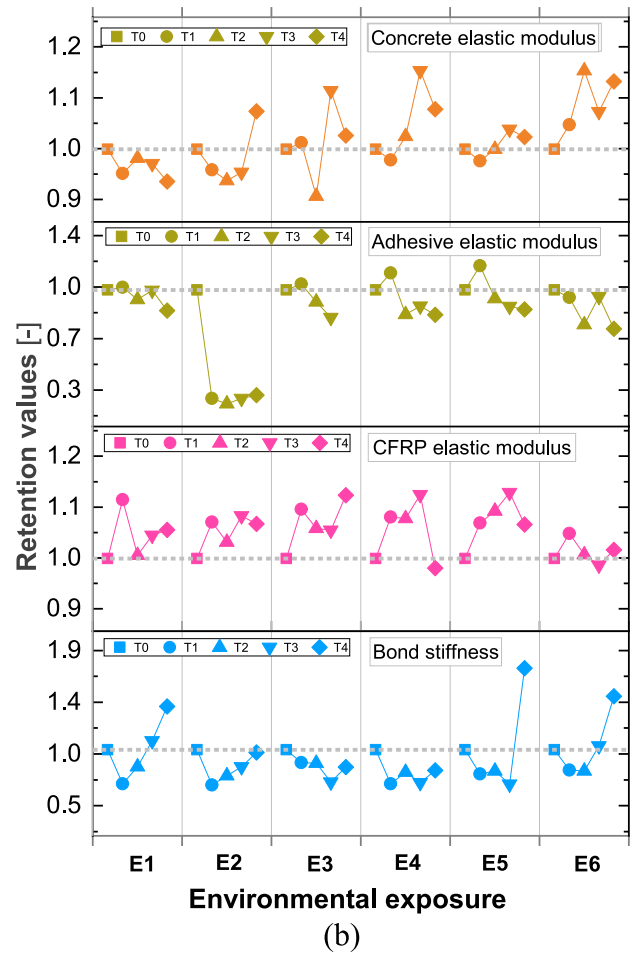 T0 T1 T2 T3 T4
Concrete elastic modulus
1.2
1.1
1.0
0.9
T0 T1 T2 T3 T4
Adhesive elastic modulus
1.4
1.0
0.7
0.3
T0 T1 T2 T3 T4
CFRP elastic modulus
1.2
1.1
1.0
0.9
T0 T1 T2 T3 T4
Bond stiffness
1.9
1.4
1.0
0.5
Retention values [-]
E1 E2 E3 E4 E5 E6
Environmental exposure
(b)